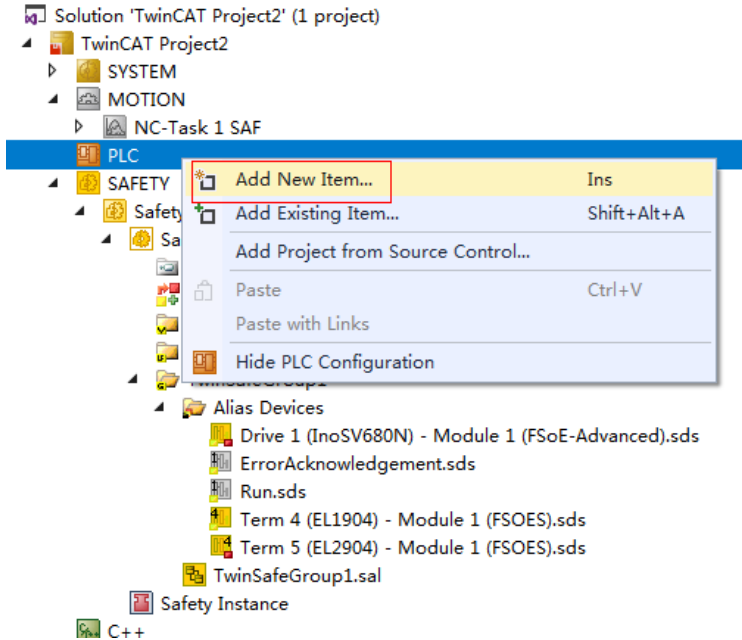 Solution 'TwinCAT Project2' (1 project)
TwinCAT Project2
SYSTEM
MOTION
NC-Task 1 SAF
PLC
Add New Item... Ins
SAFETY
Safety
Add Existing Item... Shift+Alt+A
Sa
Add Project from Source Control...
Paste Ctrl+V
Paste with Links
Hide PLC Configuration
TwinSafeGroup1
Alias Devices
Drive 1 (InoSV680N) - Module 1 (FSoE-Advanced).sds
ErrorAcknowledgement.sds
Run.sds
Term 4 (EL1904) - Module 1 (FSOES).sds
Term 5 (EL2904) - Module 1 (FSOES).sds
TwinSafeGroup1.sal
Safety Instance
C++